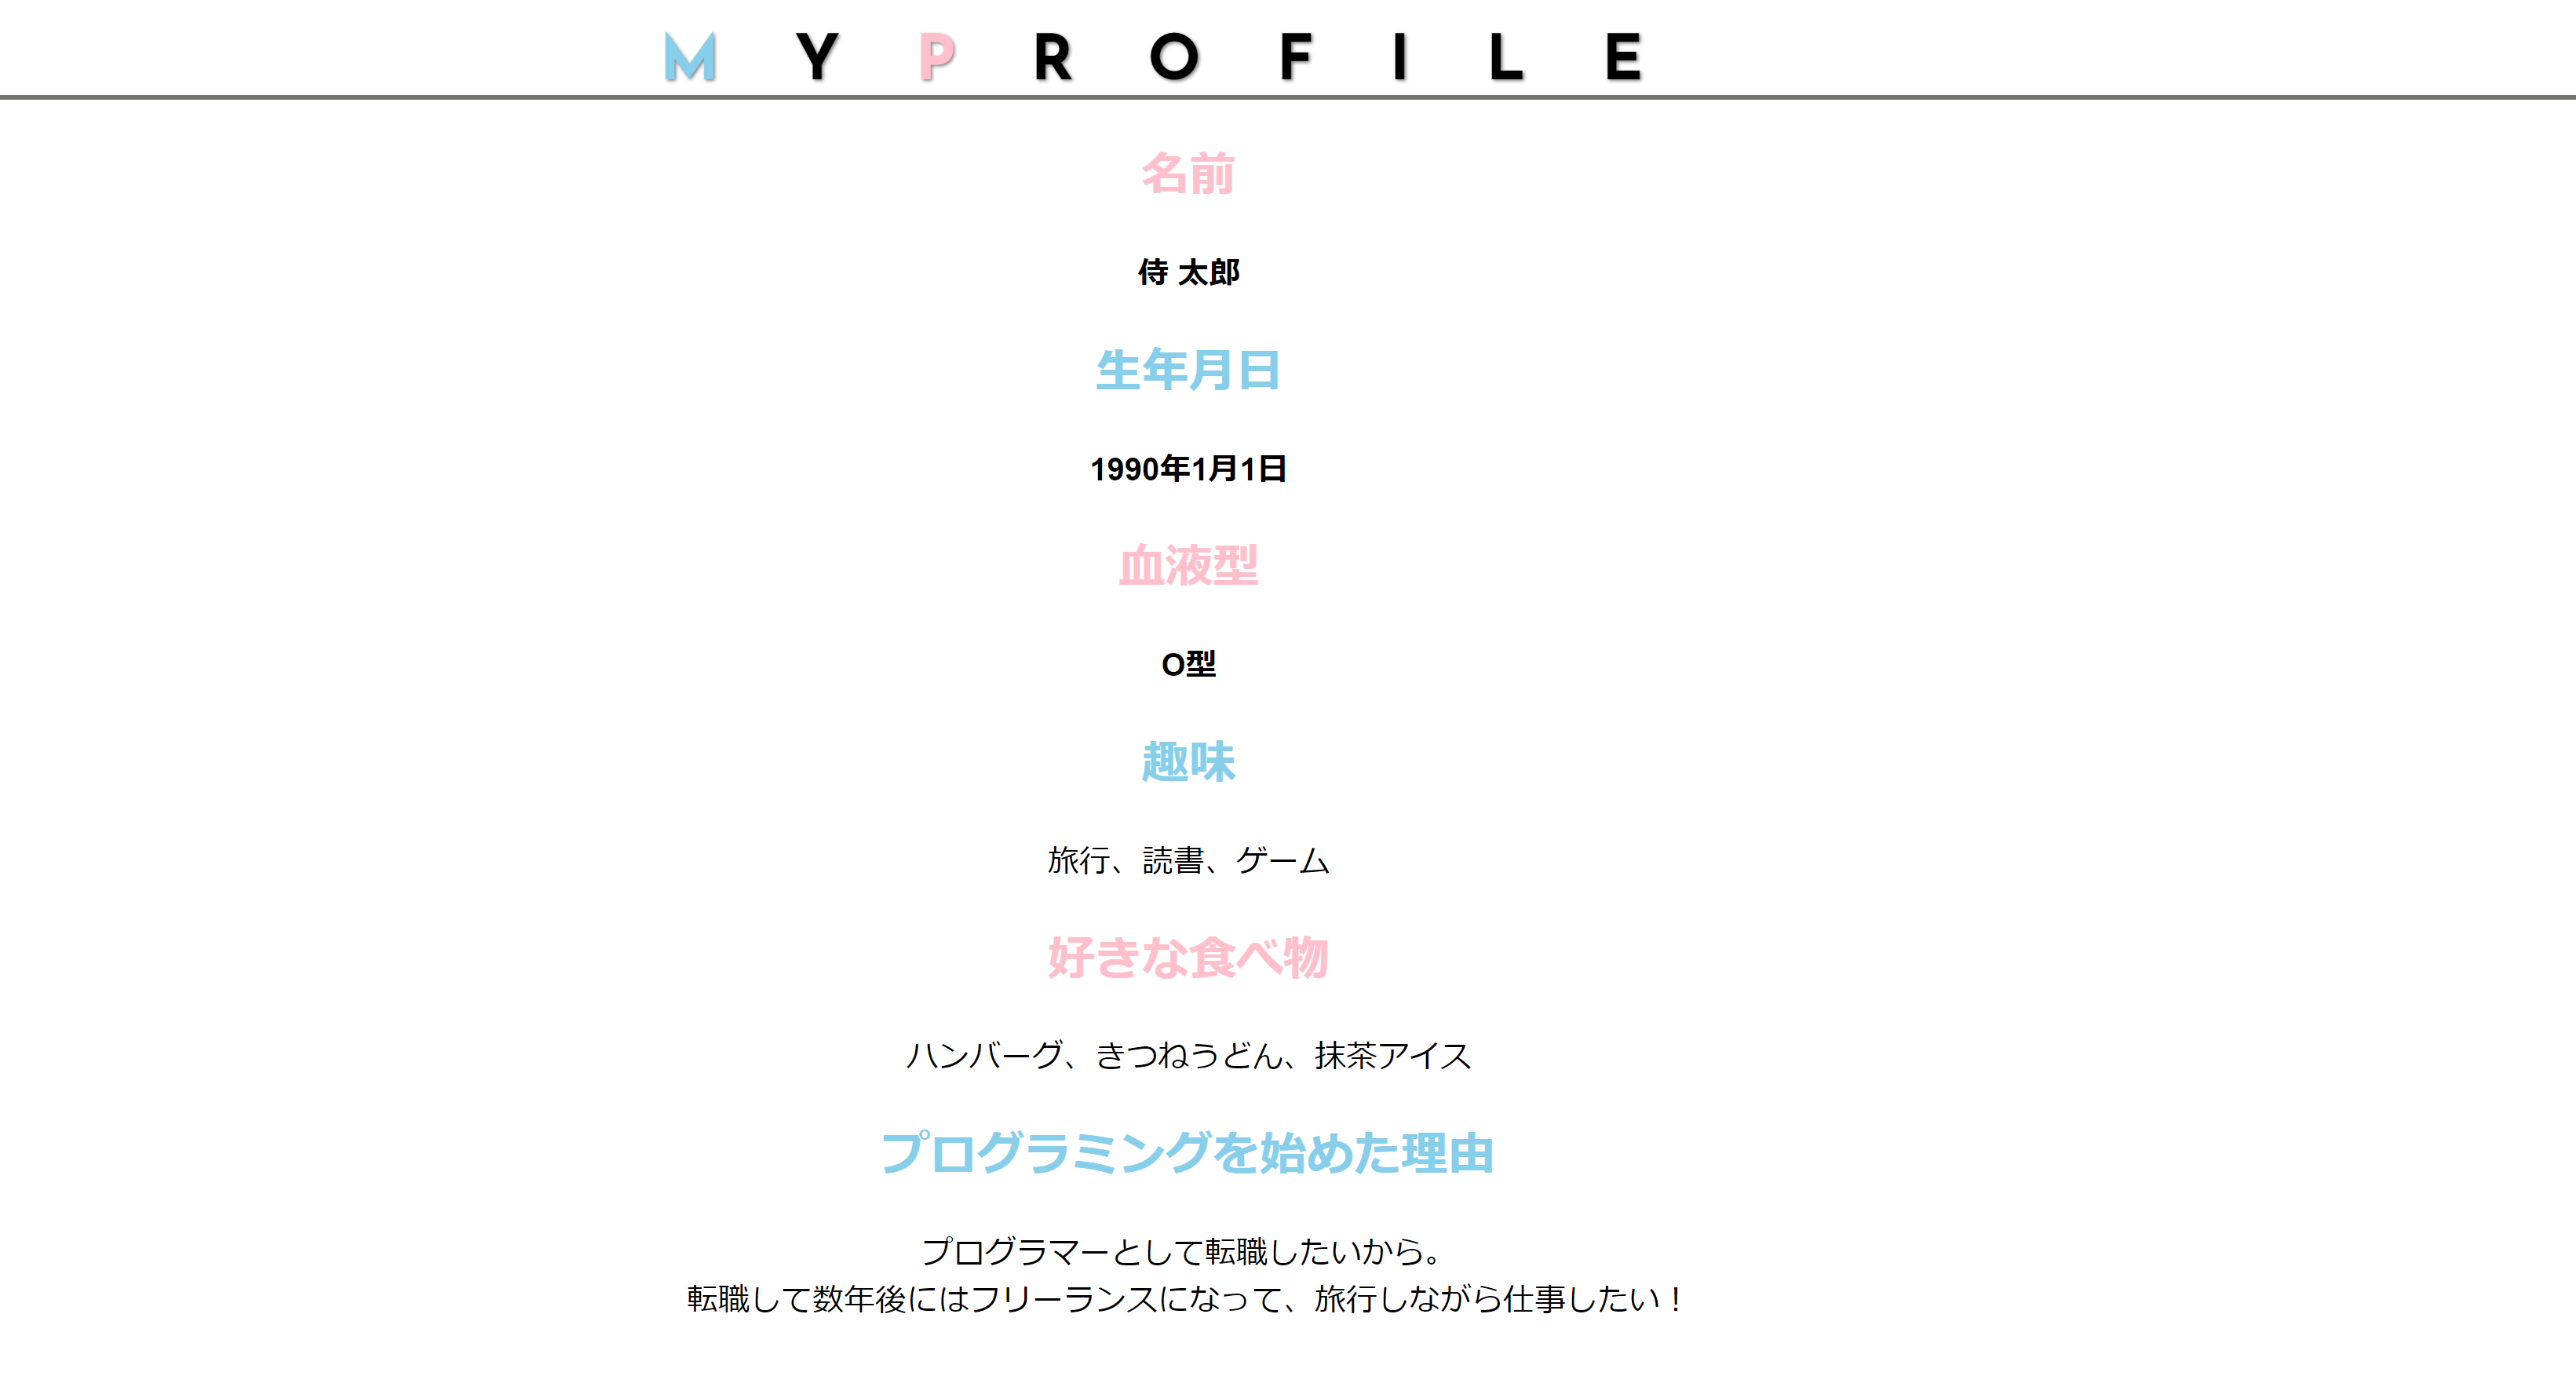 MY PROFILE
名前
侍 太郎
生年月日
1990年1月1日
血液型
O型
趣味
旅行、読書、ゲーム
好きな食べ物
ハンバーグ、きつねうどん、抹茶アイス
プログラミングを始めた理由
プログラマーとして転職したいから。
転職して数年後にはフリーランスになって、旅行しながら仕事したい！